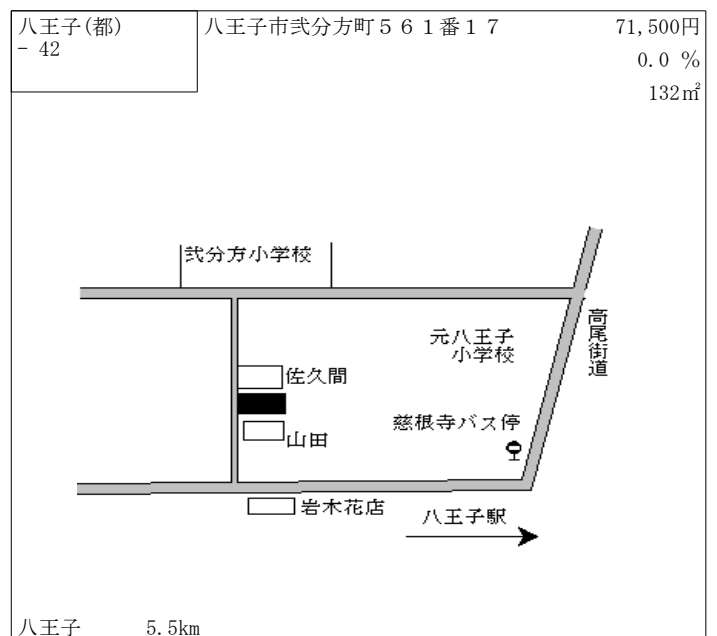 八王子(都)
- 42
八王子市弐分方町５６１番１７
71,500円
0.0 %
132㎡
弐分方小学校
高尾街道
元八王子
小学校
佐久間
山田
慈根寺バス停
岩木花店
八王子駅
八王子 5.5km